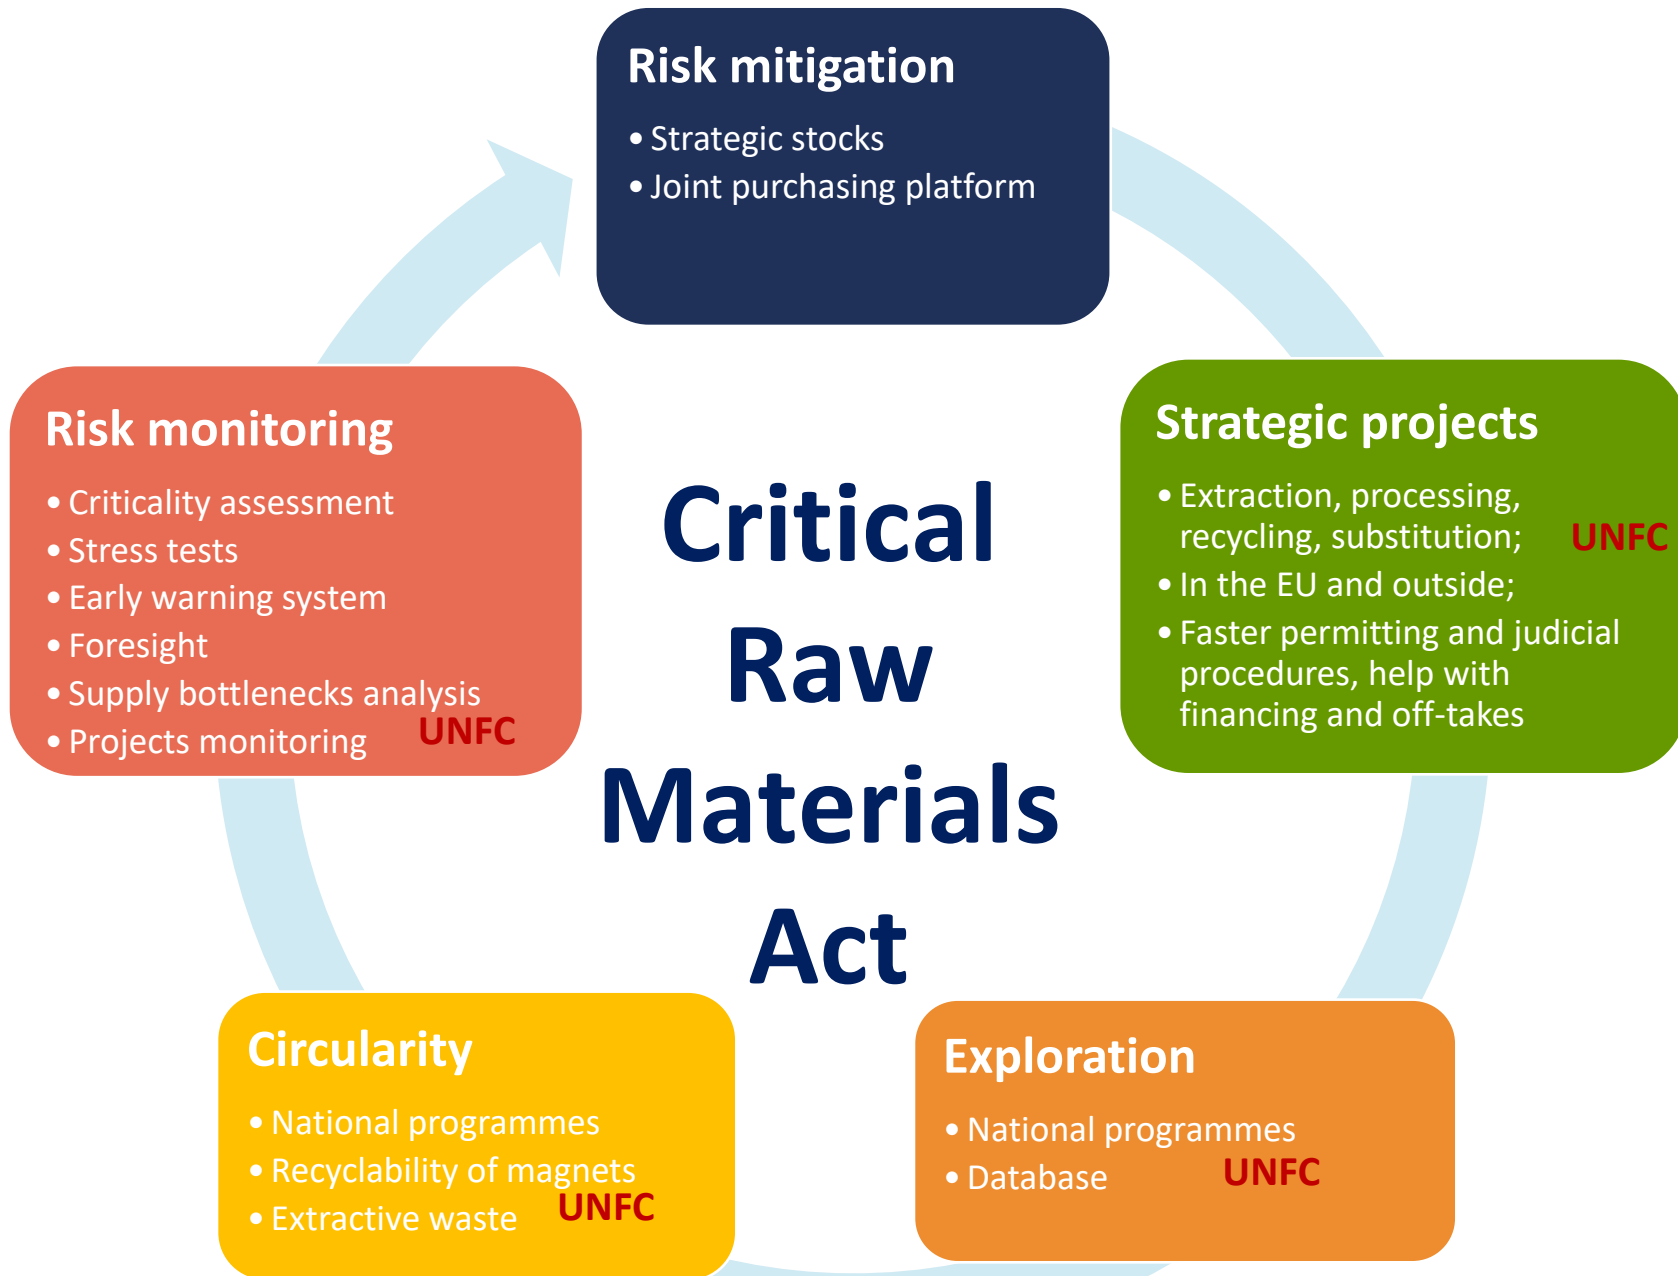 Risk mitigation
• Strategic stocks
• Joint purchasing platform
Risk monitoring
• Criticality assessment
• Stress tests
• Early warning system
• Foresight
• Supply bottlenecks analysis
• Projects monitoring UNFC
Critical
Raw
Materials
Act
Strategic projects
• Extraction, processing,
recycling, substitution; UNFC
• In the EU and outside;
• Faster permitting and judicial
procedures, help with
financing and off-takes
Circularity
• National programmes
• Recyclability of magnets
• Extractive waste UNFC
Exploration
• National programmes
• Database UNFC